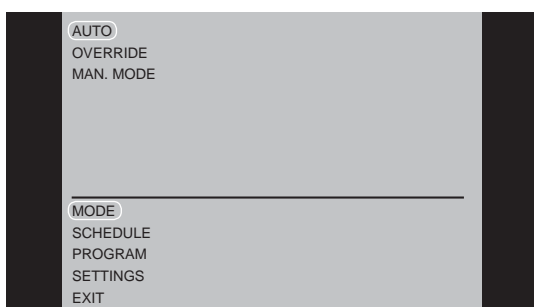 AUTO
OVERRIDE
MAN. MODE
MODE
SCHEDULE
PROGRAM
SETTINGS
EXIT